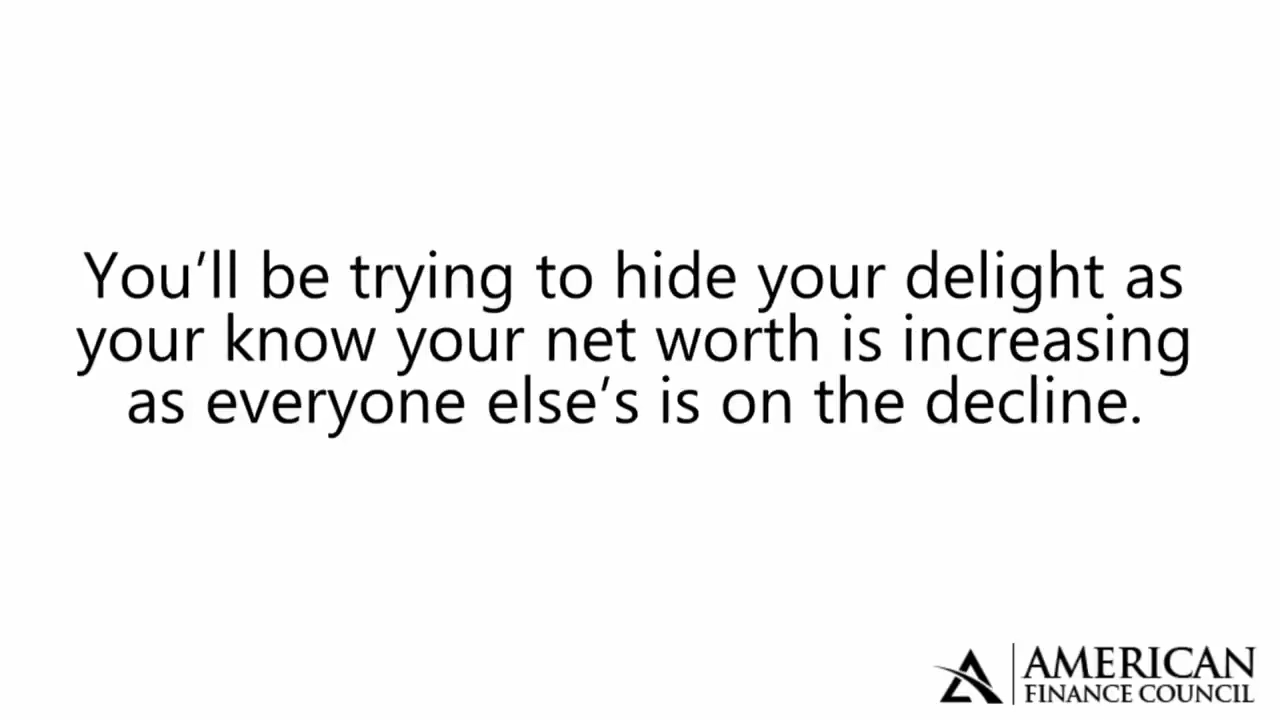 You’ll be trying to hide your delight as
your know your net worth is increasing
as everyone else’s is on the decline.
AMERICAN
FINANCE COUNCIL